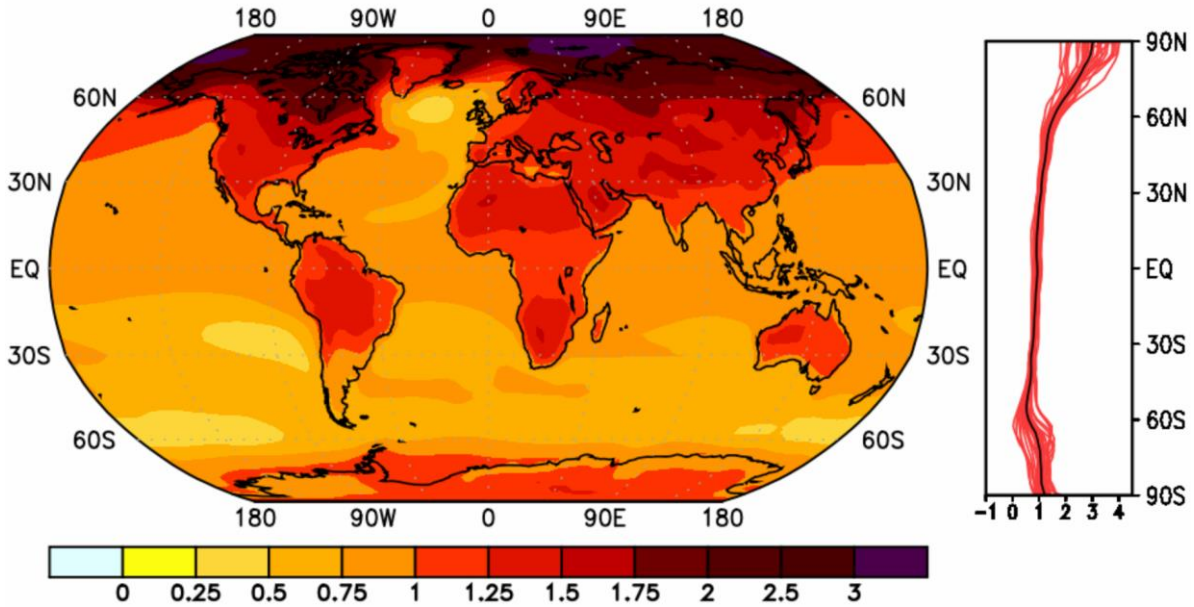 180 90W 0 90E 180
90N
60N 60N 60N
30N 30N 30N
EQ EQ EQ
30S 30S 30S
60S 60S 60S
90S
180 90W 0 90E 180
-1 0 1 2 3 4
0 0.25 0.5 0.75 1 1.25 1.5 1.75 2 2.5 3